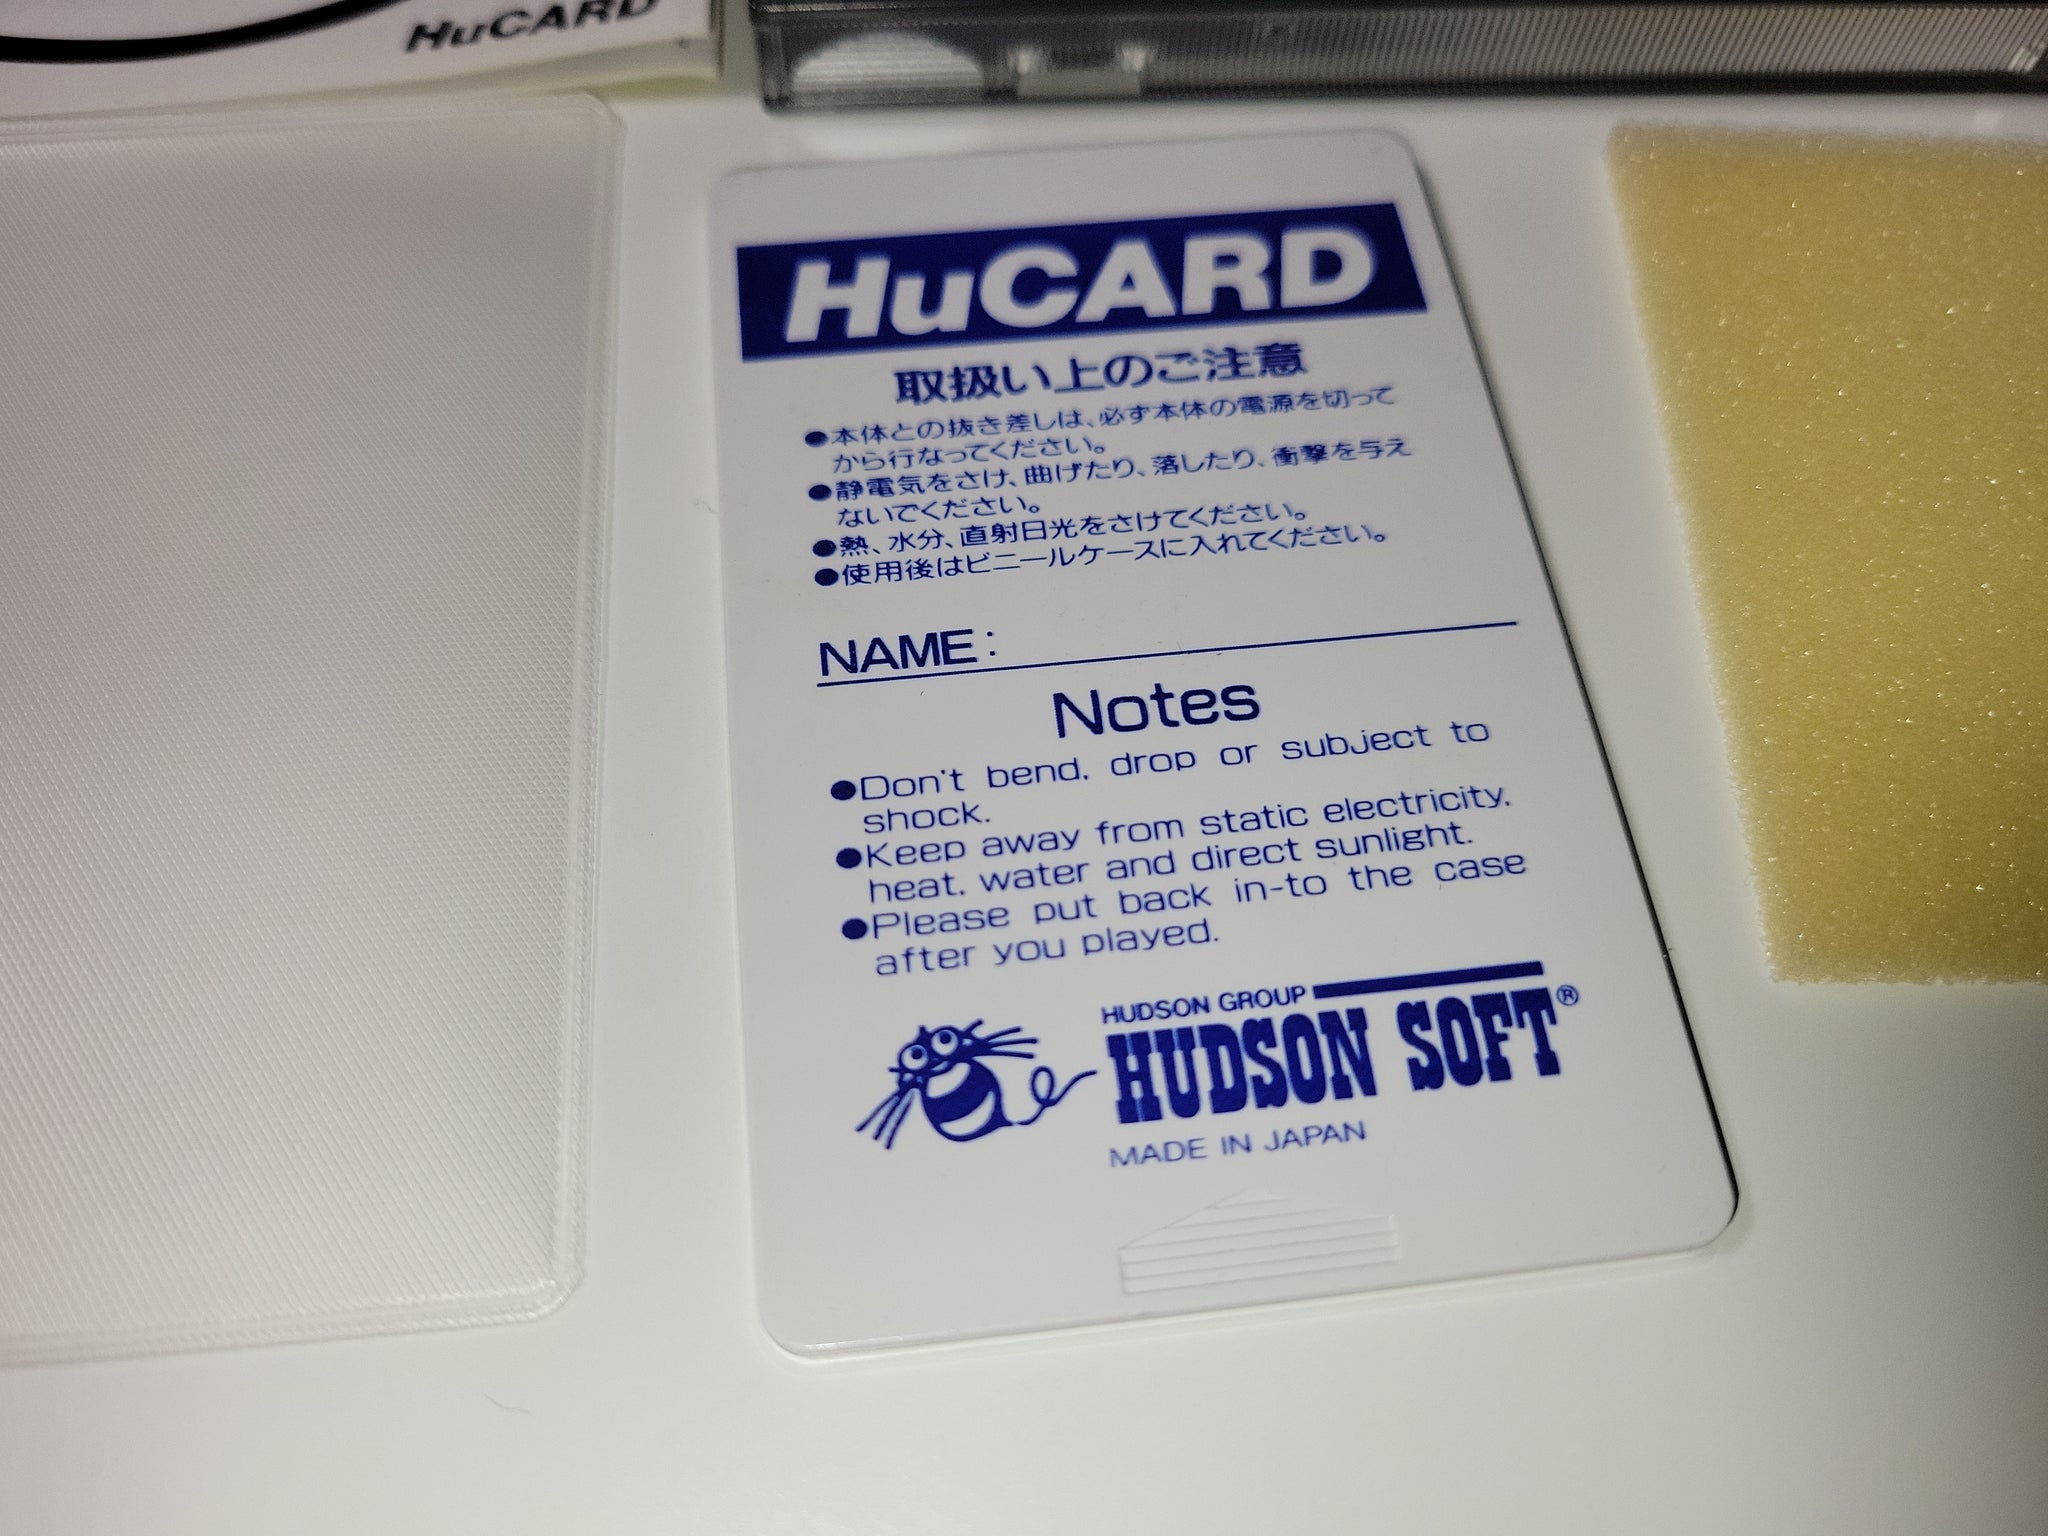 HuCARD
HuCARD
取扱い上のご注意
●本体との抜き差しは、必ず本体の電源を切って
から行なってください。
●静電気をさけ、曲げたり、落したり、衝撃を与え
ないでください。
●熱、水分、直射日光をさけてください。
●使用後はビニールケースに入れてください。
NAME:
Notes
●Don't bend, drop or subject to
shock.
●Keep away from static electricity,
heat, water and direct sunlight.
●Please put back in-to the case
after you played.
HUDSON GROUP
HUDSON SOFT®
MADE IN JAPAN